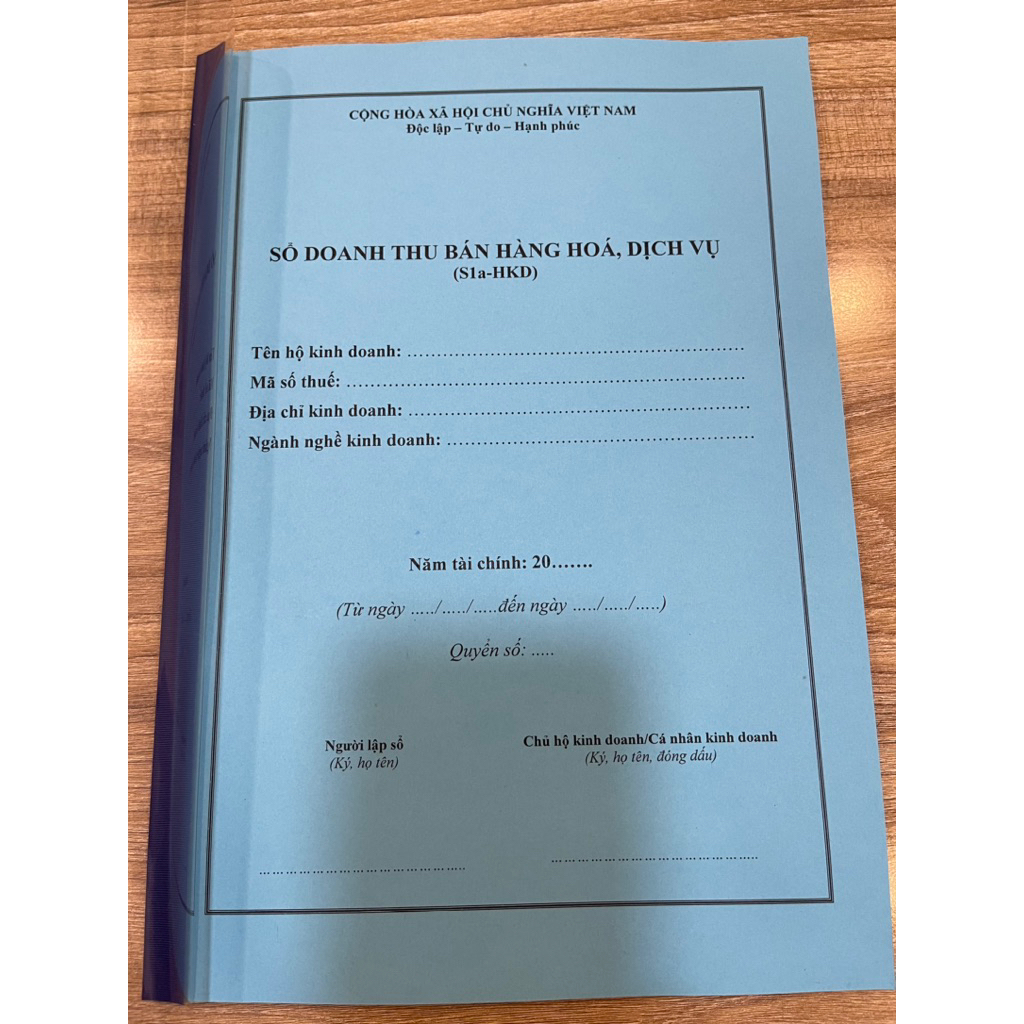 CỘNG HÒA XÃ HỘI CHỦ NGHĨA VIỆT NAM
Độc lập – Tự do – Hạnh phúc
SỔ DOANH THU BÁN HÀNG HOÁ, DỊCH VỤ
(S1a-HKD)
Tên hộ kinh doanh: ............................................................
Mã số thuế: ......................................................................
Địa chỉ kinh doanh: ............................................................
Ngành nghề kinh doanh: ......................................................
Năm tài chính: 20…….
(Từ ngày ...../...../.....đến ngày ...../...../.....)
Quyển số: .....
Người lập sổ
(Ký, họ tên)
Chủ hộ kinh doanh/Cá nhân kinh doanh
(Ký, họ tên, đóng dấu)